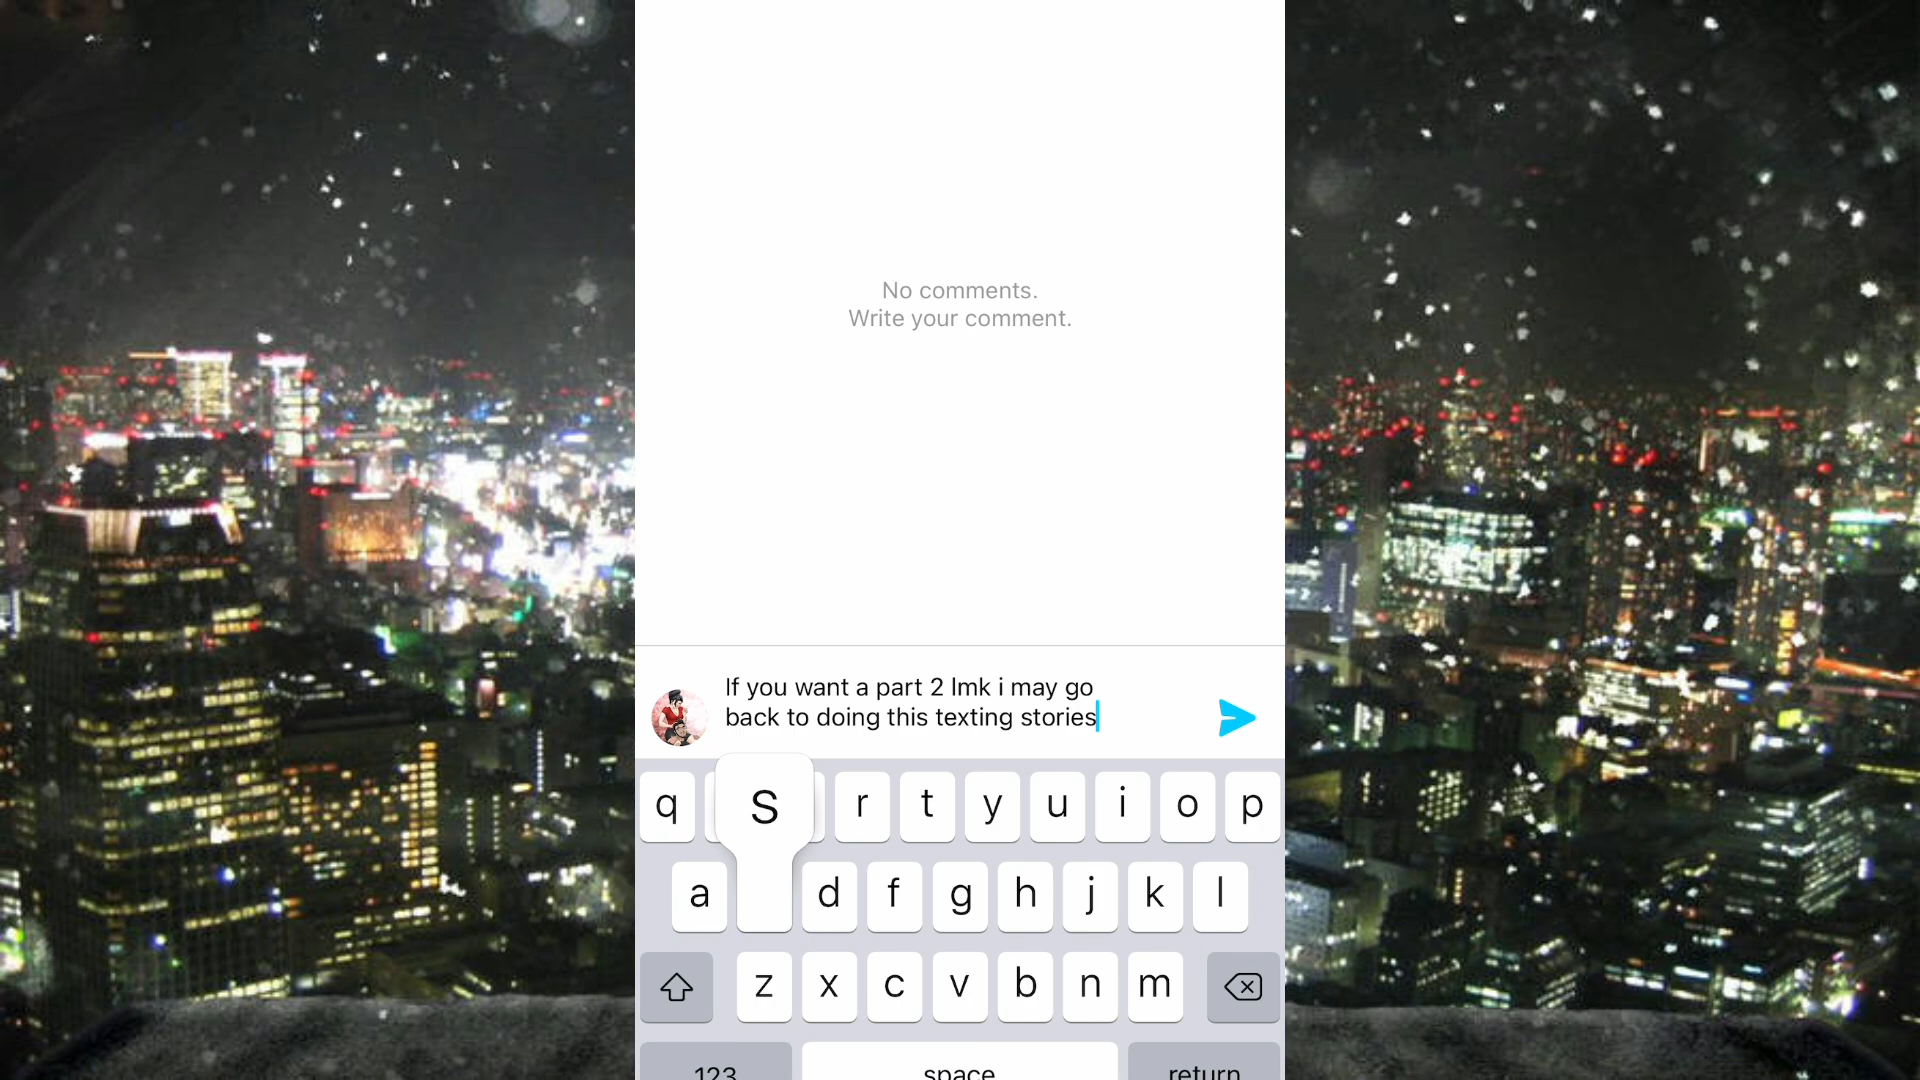 No comments.
Write your comment.
If you want a part 2 lmk i may go
back to doing this texting stories
q S r t y u i o p
a d f g h j k l
z x c v b n m
123 space return